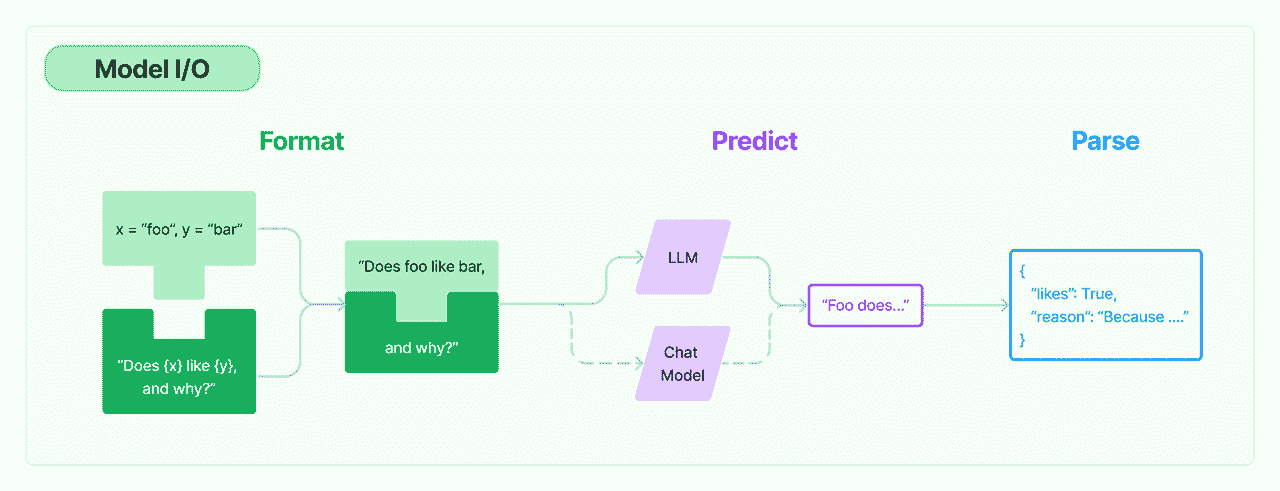 Model I/O
Format
Predict
Parse
x = “foo”, y = “bar”
“Does {x} like {y},
and why?”
“Does foo like bar,
and why?”
LLM
Chat
Model
“Foo does...”
{
“likes”: True,
“reason”: “Because ....”
}